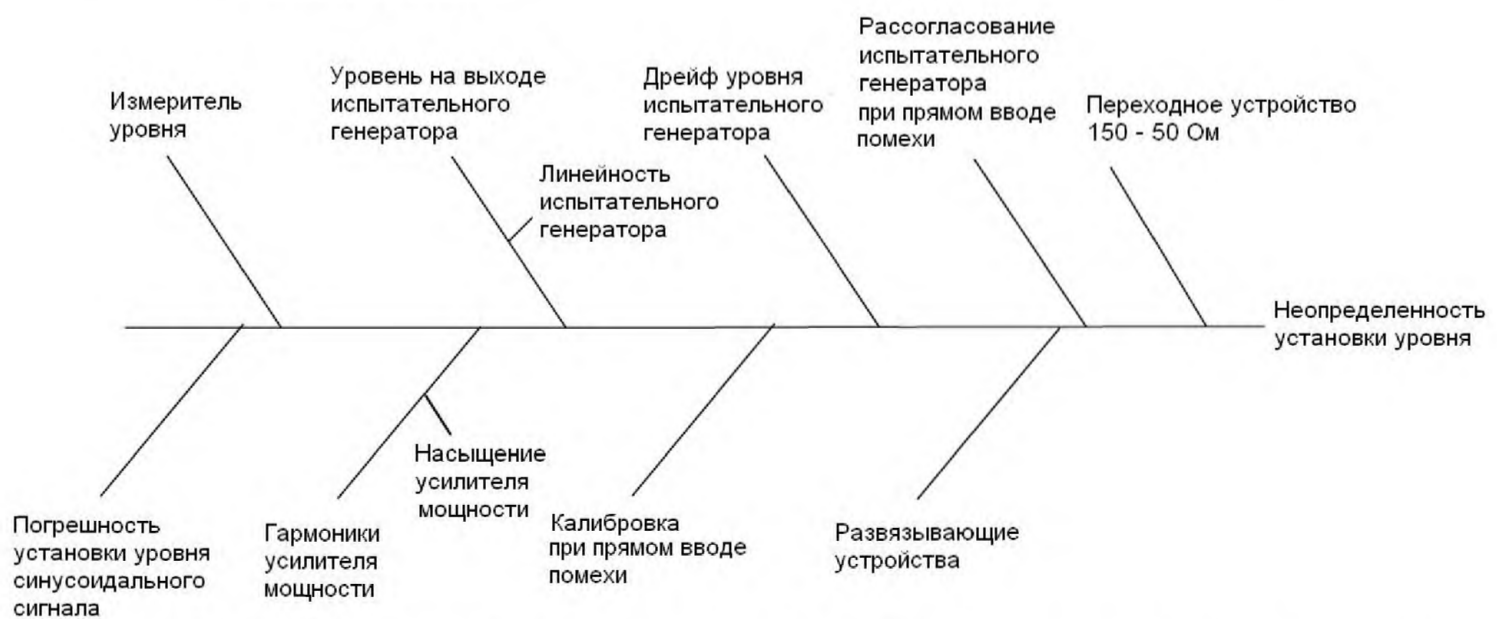 Измеритель
уровня
Уровень на выходе
испытательного
генератора
Линейность
испытательного
генератора
Дрейф уровня
испытательного
генератора
Рассогласование
испытательного
генератора
при прямом вводе
помехи
Переходное устройство
150 - 50 Ом
Неопределенность
установки уровня
Погрешность
установки уровня
синусоидального
сигнала
Гармоники
усилителя
мощности
Насыщение
усилителя
мощности
Калибровка
при прямом вводе
помехи
Развязывающие
устройства